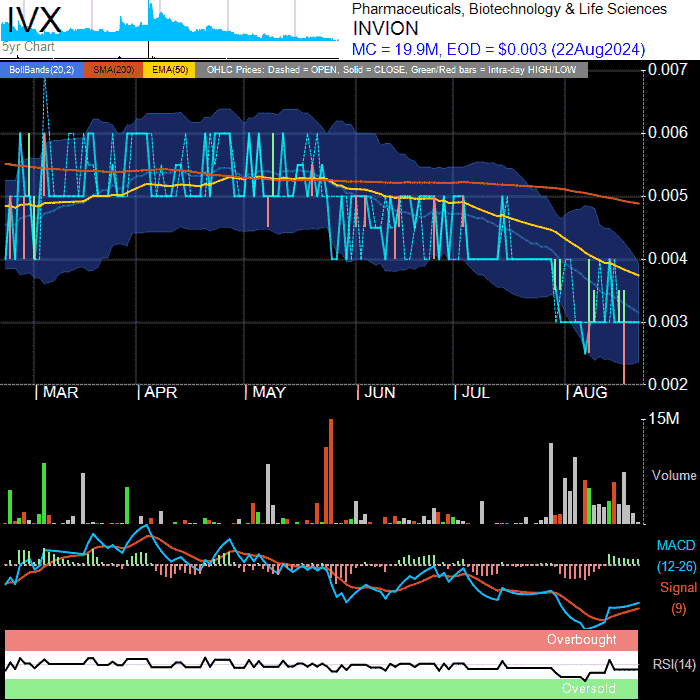 IVX
5yr Chart
Pharmaceuticals, Biotechnology & Life Sciences
INVION
MC = 19.9M, EOD = $0.003 (22Aug2024)
BollBands(20,2) SMA(200) EMA(50) OHLC Prices: Dashed = OPEN, Solid = CLOSE, Green/Red bars = Intra-day HIGH/LOW
0.007
0.006
0.005
0.004
0.003
0.002
MAR APR MAY JUN JUL AUG
15M
Volume
MACD
(12-26)
Signal
(9)
Overbought
RSI(14)
Oversold